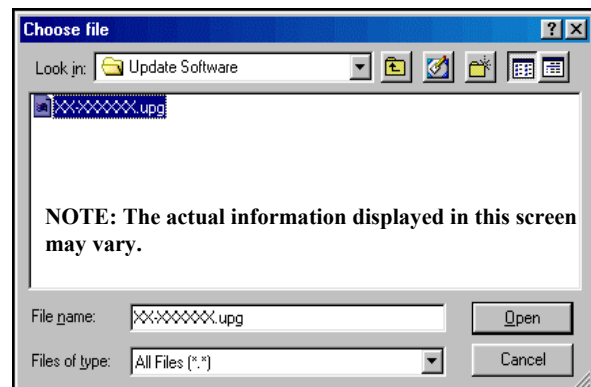 Choose file
Look in: Update Software
XX-XXXXXX.upg
NOTE: The actual information displayed in this screen
may vary.
File name: XX-XXXXXX.upg Open
Files of type: All Files (*.*) Cancel